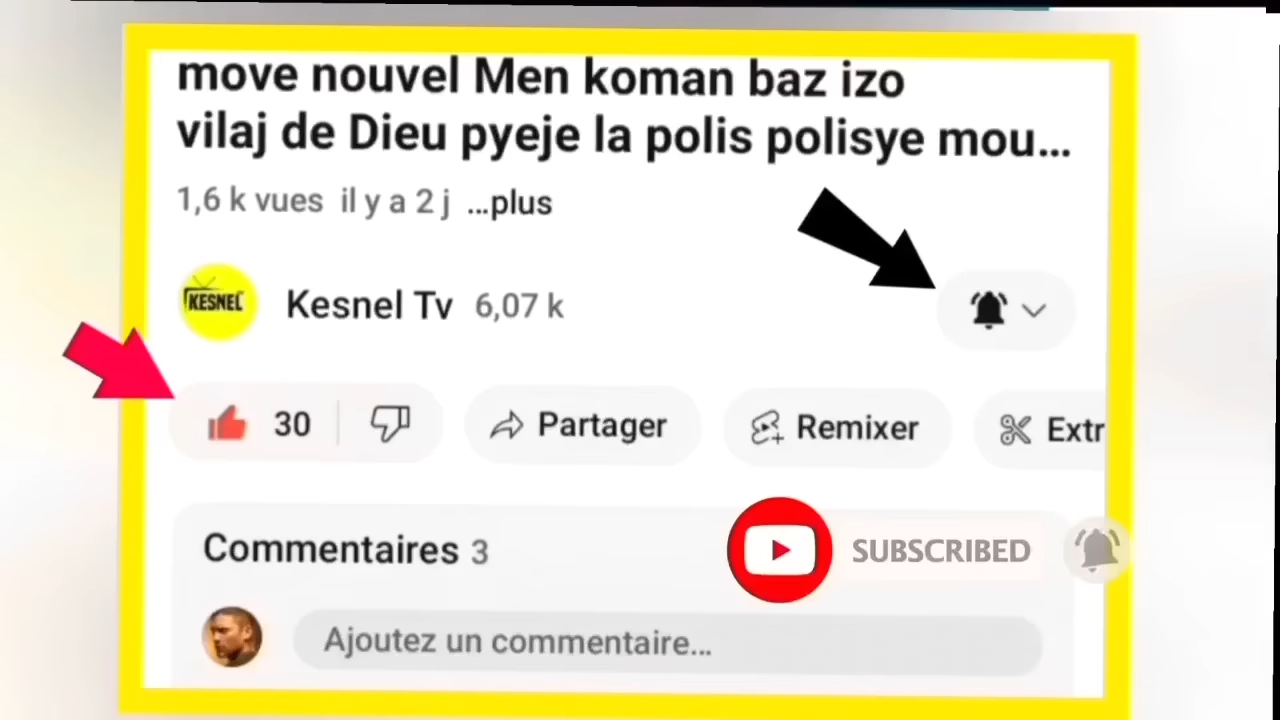 move nouvel Men koman baz izo
vilaj de Dieu pyeje la polis polisye mou...
1,6 k vues il y a 2 j ...plus
KESNEL
Kesnel Tv 6,07 k
30 Partager Remixer Extr
Commentaires 3
SUBSCRIBED
Ajoutez un commentaire...